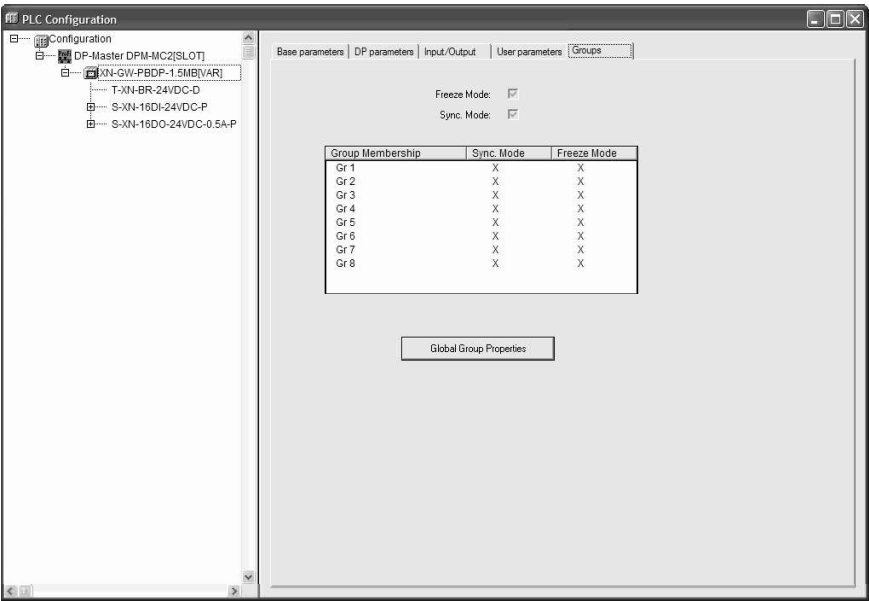 PLC Configuration
Configuration
DP-Master DPM-MC2[SLOT]
XN-GW-PBDP-1.5MB[VAR]
T-XN-BR-24VDC-D
S-XN-16DI-24VDC-P
S-XN-16DO-24VDC-0.5A-P
Base parameters DP parameters Input/Output User parameters Groups
Freeze Mode:
Sync. Mode:
Group Membership Sync. Mode Freeze Mode
Gr 1 X X
Gr 2 X X
Gr 3 X X
Gr 4 X X
Gr 5 X X
Gr 6 X X
Gr 7 X X
Gr 8 X X
Global Group Properties